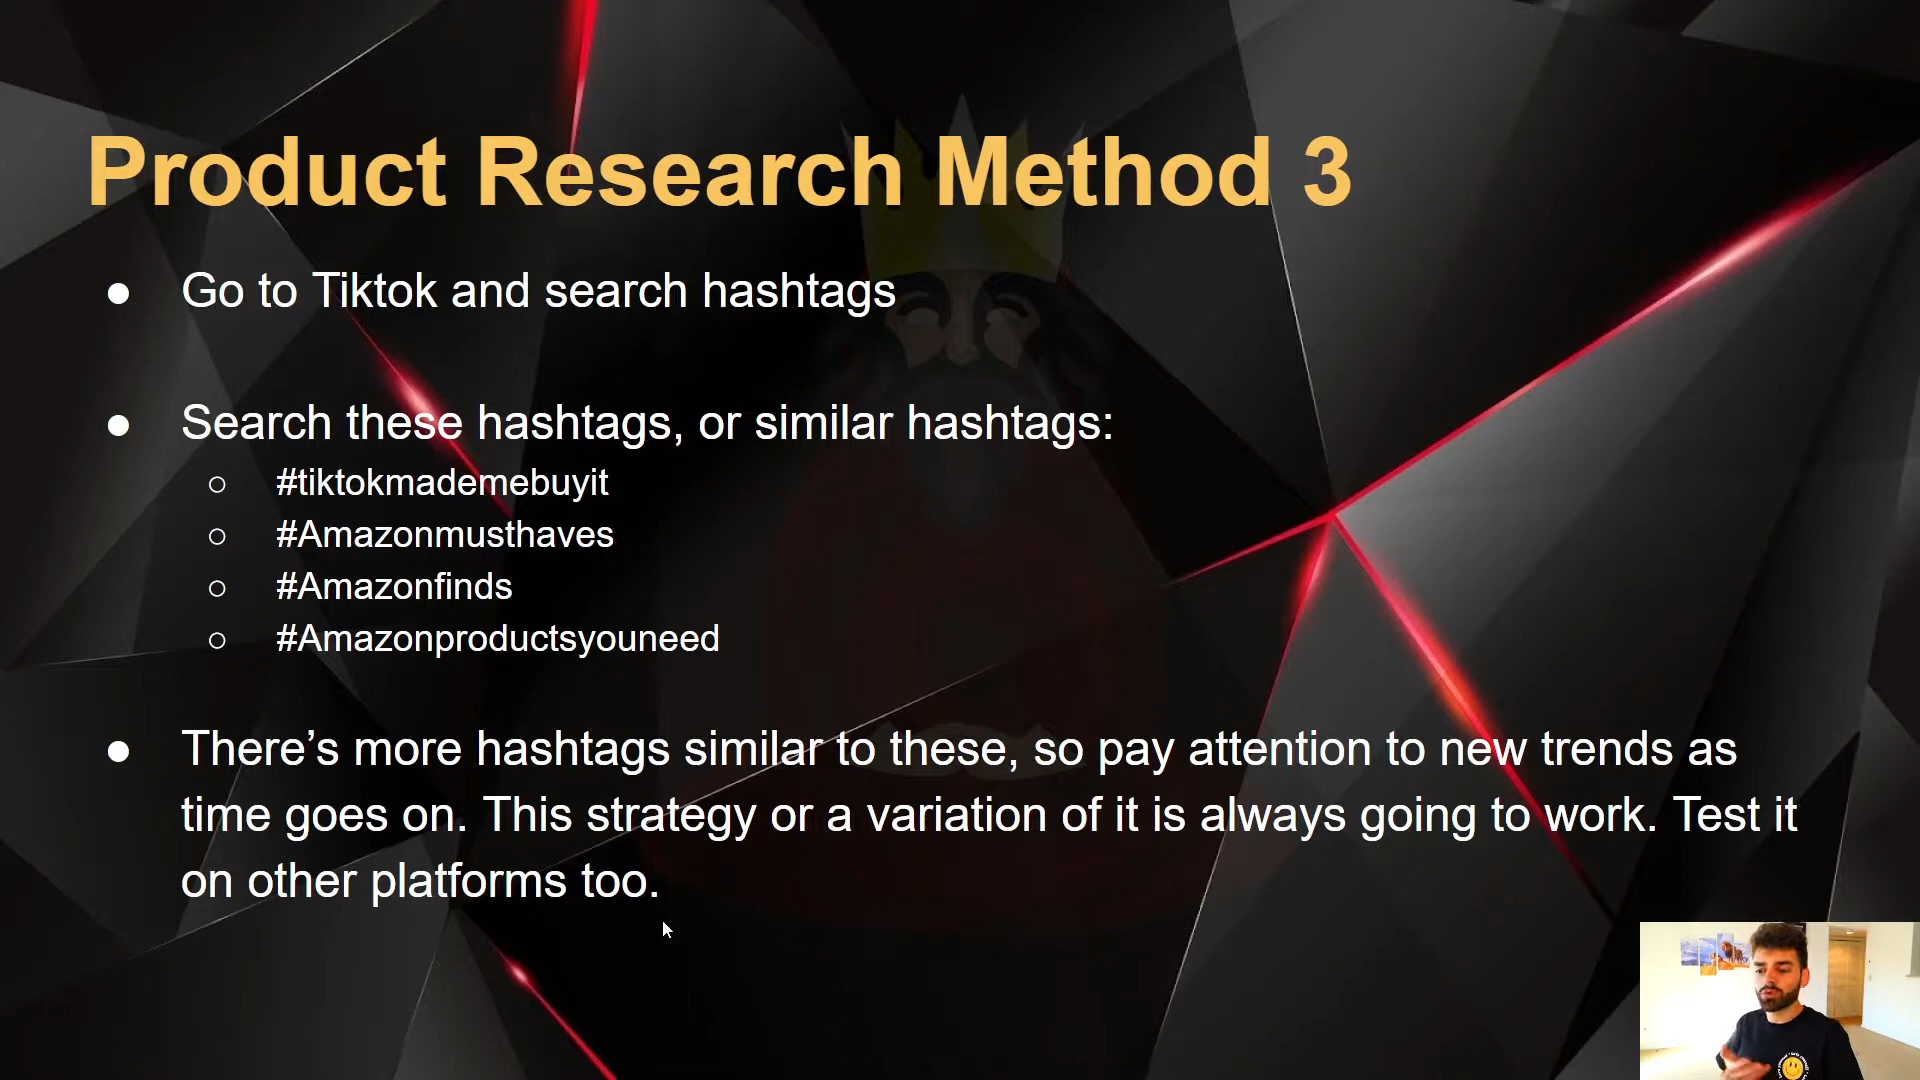 Product Research Method 3
● Go to Tiktok and search hashtags
● Search these hashtags, or similar hashtags:
○ #tiktokmademebuyit
○ #Amazonmusthaves
○ #Amazonfinds
○ #Amazonproductsyouneed
● There’s more hashtags similar to these, so pay attention to new trends as
time goes on. This strategy or a variation of it is always going to work. Test it
on other platforms too.